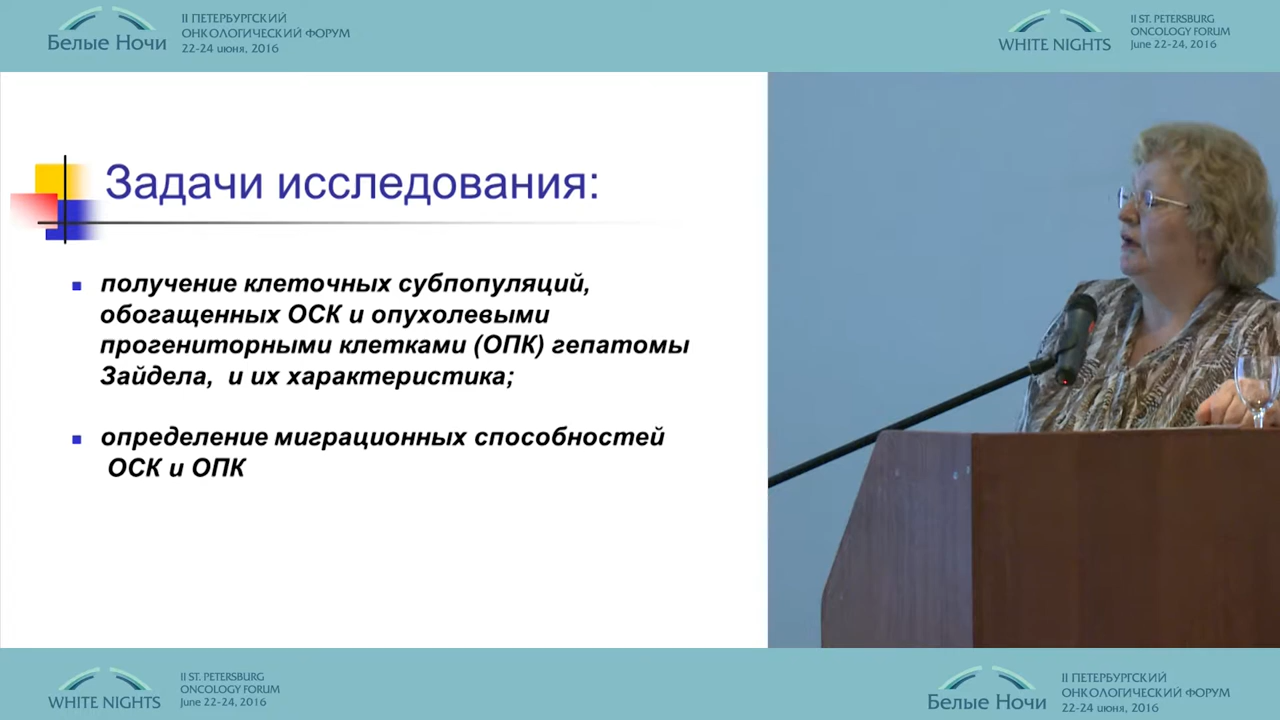 Белые Ночи
II ПЕТЕРБУРГСКИЙ
ОНКОЛОГИЧЕСКИЙ ФОРУМ
22-24 июня, 2016
WHITE NIGHTS
II ST. PETERSBURG
ONCOLOGY FORUM
June 22-24, 2016
Задачи исследования:
получение клеточных субпопуляций,
обогащенных ОСК и опухолевыми
прогениторными клетками (ОПК) гепатомы
Зайдела, и их характеристика;
определение миграционных способностей
ОСК и ОПК
WHITE NIGHTS
II ST. PETERSBURG
ONCOLOGY FORUM
June 22-24, 2016
Белые Ночи
II ПЕТЕРБУРГСКИЙ
ОНКОЛОГИЧЕСКИЙ ФОРУМ
22-24 июня, 2016